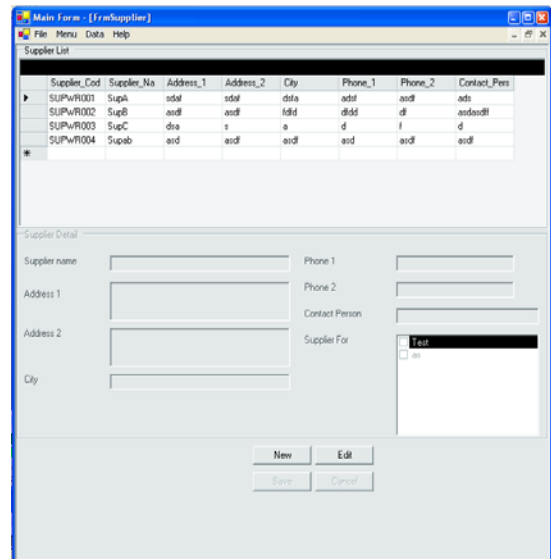 Main Form - [FrmSupplier]
File Menu Data Help
Supplier List
Supplier_Cod Supplier_Na Address_1 Address_2 City Phone_1 Phone_2 Contact_Pers
SUPWR001 SupA sdaf sdaf dsfa adsf asdf ads
SUPWR002 SupB asdf asdf fdfd dfdd df asdasdff
SUPWR003 SupC dsa s a d f d
SUPWR004 Supab asd asdf asdf asd asdf asdf
Supplier Detail
Supplier name Phone 1
Address 1 Phone 2
Contact Person
Address 2 Supplier For
Test
as
City
New Edit
Save Cancel